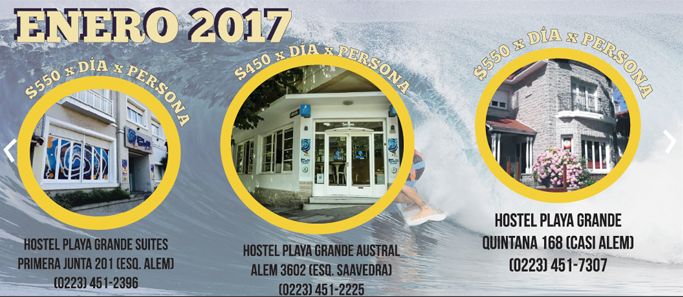 ENERO 2017
$550 x DÍA x PERSONA
HOSTEL PLAYA GRANDE SUITES
PRIMERA JUNTA 201 (ESQ. ALEM)
(0223) 451-2396
$450 x DÍA x PERSONA
HOSTEL PLAYA GRANDE AUSTRAL
ALEM 3602 (ESQ. SAAVEDRA)
(0223) 451-2225
$550 x DÍA x PERSONA
HOSTEL PLAYA GRANDE
QUINTANA 168 (CASI ALEM)
(0223) 451-7307